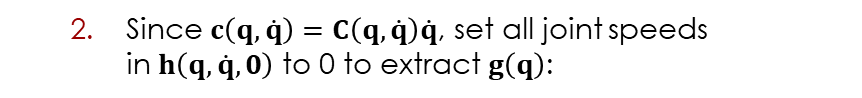 2. Since c(q, q̇) = C(q, q̇)q̇, set all joint speeds
in h(q, q̇, 0) to 0 to extract g(q):